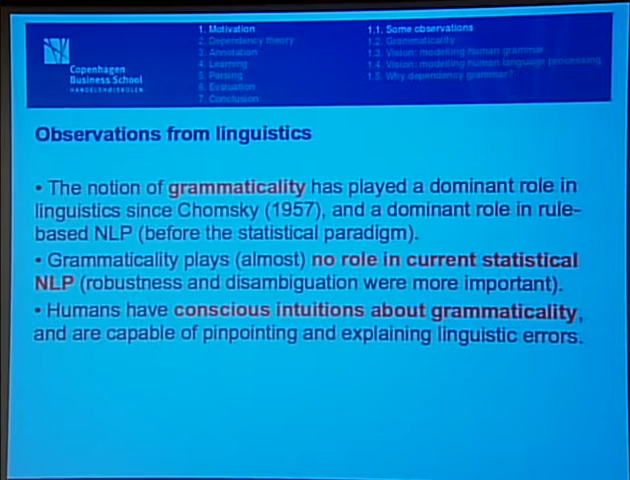 Copenhagen
Business School
HANDELSHØJSKOLEN
1. Motivation
2. Dependency theory
3. Annotation
4. Learning
5. Parsing
6. Evaluation
7. Conclusion
1.1. Some observations
1.2. Grammaticality
1.3. Vision: modelling human grammar
1.4. Vision: modelling human language processing
1.5. Why dependency grammar?
Observations from linguistics
• The notion of grammaticality has played a dominant role in
linguistics since Chomsky (1957), and a dominant role in rule-
based NLP (before the statistical paradigm).
• Grammaticality plays (almost) no role in current statistical
NLP (robustness and disambiguation were more important).
• Humans have conscious intuitions about grammaticality,
and are capable of pinpointing and explaining linguistic errors.